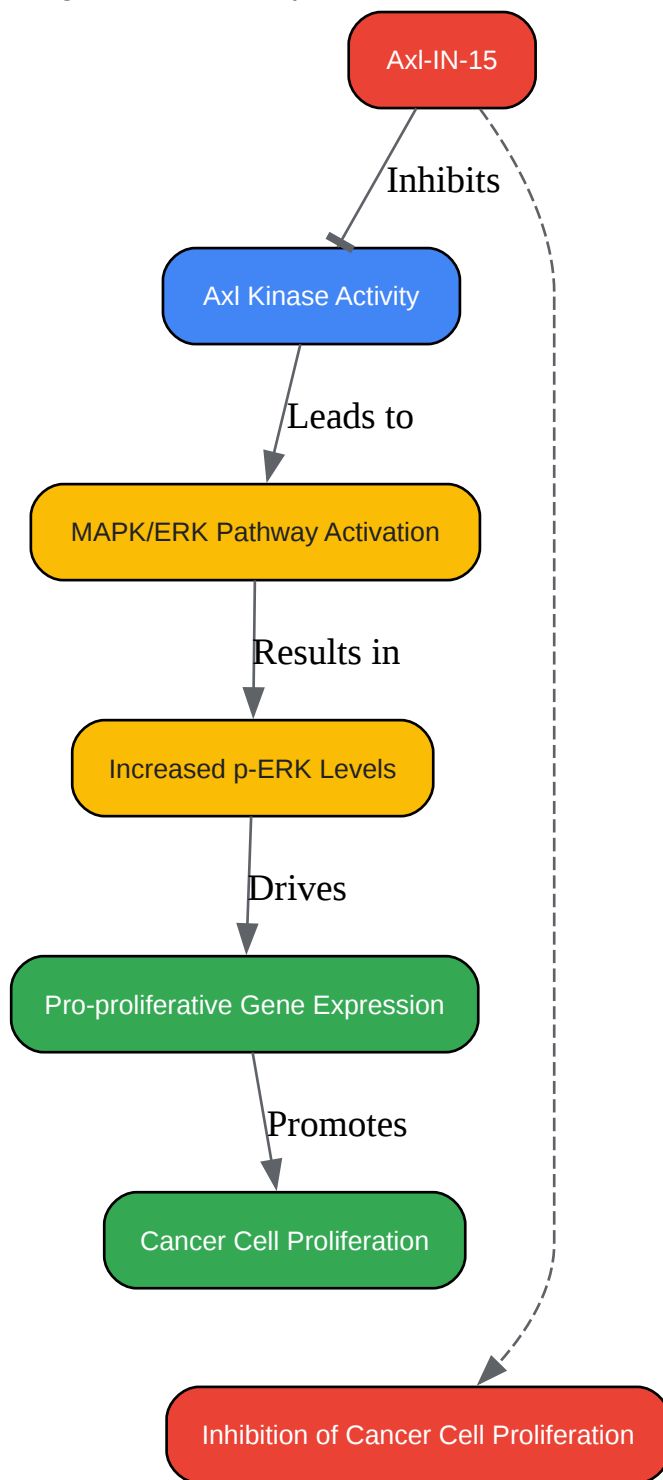 Axl-IN-15
Inhibits
Axl Kinase Activity
Leads to
MAPK/ERK Pathway Activation
Results in
Increased p-ERK Levels
Drives
Pro-proliferative Gene Expression
Promotes
Cancer Cell Proliferation
Inhibition of Cancer Cell Proliferation